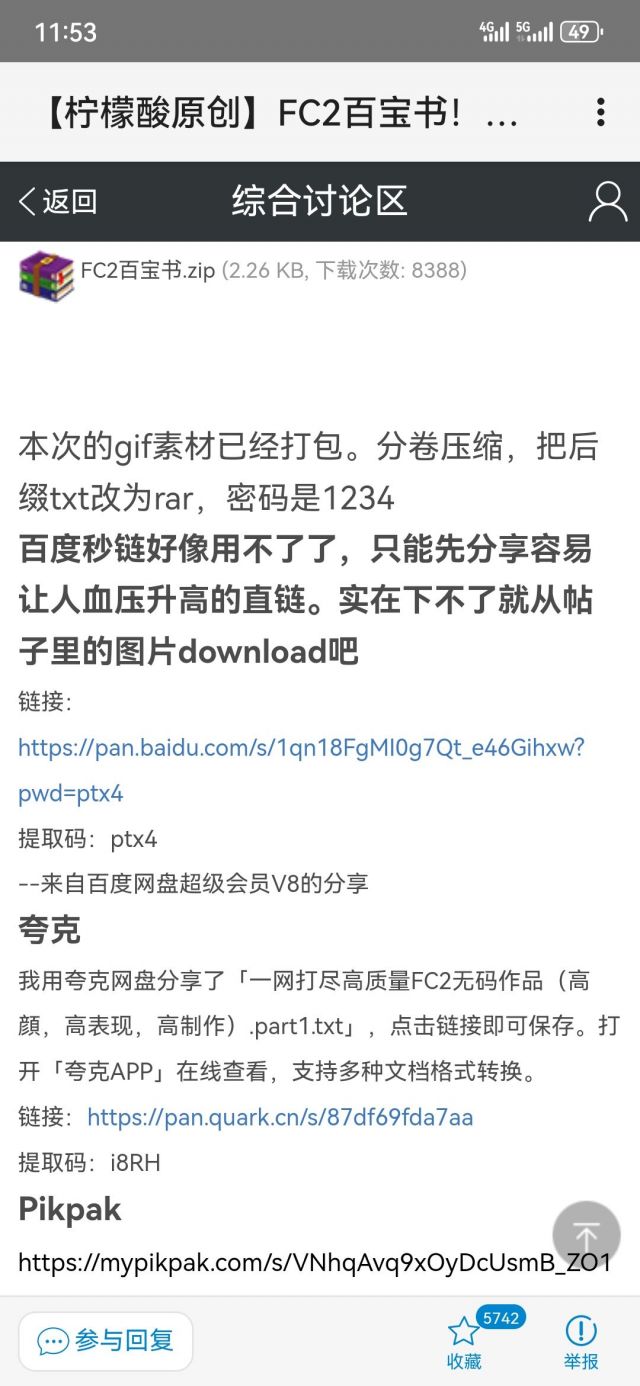 11:53
4G 5G 49
【柠檬酸原创】FC2百宝书！...
返回
综合讨论区
FC2百宝书.zip (2.26 KB, 下载次数: 8388)
本次的gif素材已经打包。分卷压缩，把后
缀txt改为rar，密码是1234
百度秒链好像用不了了，只能先分享容易
让人血压升高的直链。实在下不了就从帖
子里的图片download吧
链接：
https://pan.baidu.com/s/1qn18FgMI0g7Qt_e46Gihxw?
pwd=ptx4
提取码：ptx4
--来自百度网盘超级会员V8的分享
夸克
我用夸克网盘分享了「一网打尽高质量FC2无码作品（高
颜，高表现，高制作）.part1.txt」，点击链接即可保存。打
开「夸克APP」在线查看，支持多种文档格式转换。
链接：https://pan.quark.cn/s/87df69fda7aa
提取码：i8RH
Pikpak
https://mypikpak.com/s/VNhqAvq9xOyDcUsmB_ZO1
参与回复
5742
收藏
举报